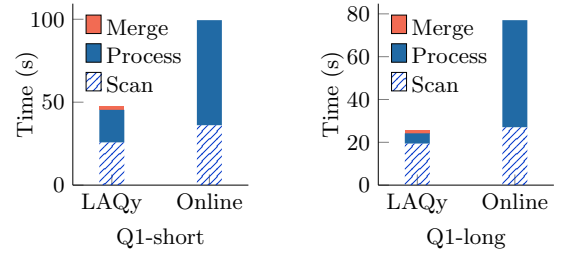 Time (s)
100
50
0
Merge
Process
Scan
LAQy Online
Q1-short
Time (s)
80
60
40
20
0
Merge
Process
Scan
LAQy Online
Q1-long